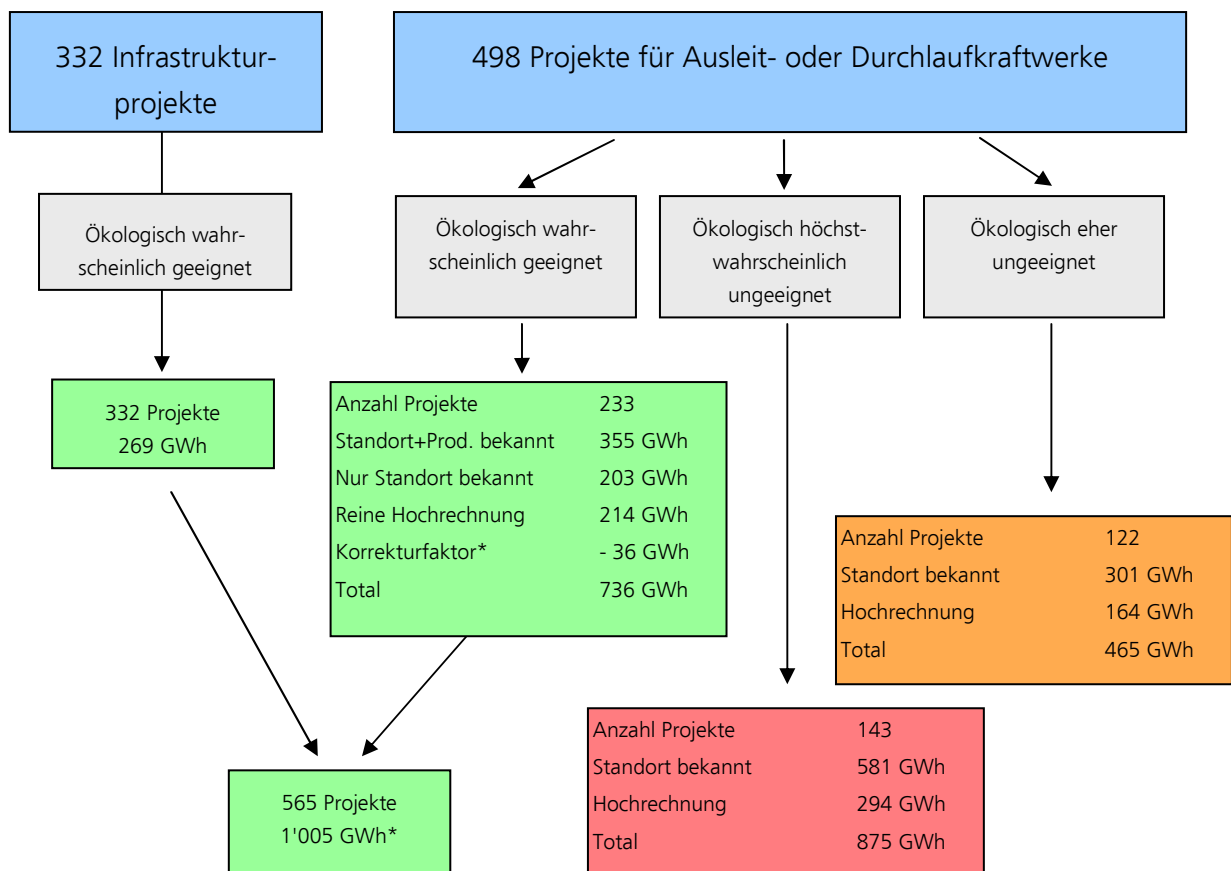 332 Infrastruktur-
projekte
498 Projekte für Ausleit- oder Durchlaufkraftwerke
Ökologisch wahr-
scheinlich geeignet
Ökologisch wahr-
scheinlich geeignet
Ökologisch höchst-
wahrscheinlich
ungeeignet
Ökologisch eher
ungeeignet
332 Projekte
269 GWh
Anzahl Projekte 233
Standort+Prod. bekannt 355 GWh
Nur Standort bekannt 203 GWh
Reine Hochrechnung 214 GWh
Korrekturfaktor* - 36 GWh
Total 736 GWh
Anzahl Projekte 122
Standort bekannt 301 GWh
Hochrechnung 164 GWh
Total 465 GWh
Anzahl Projekte 143
Standort bekannt 581 GWh
Hochrechnung 294 GWh
Total 875 GWh
565 Projekte
1'005 GWh*